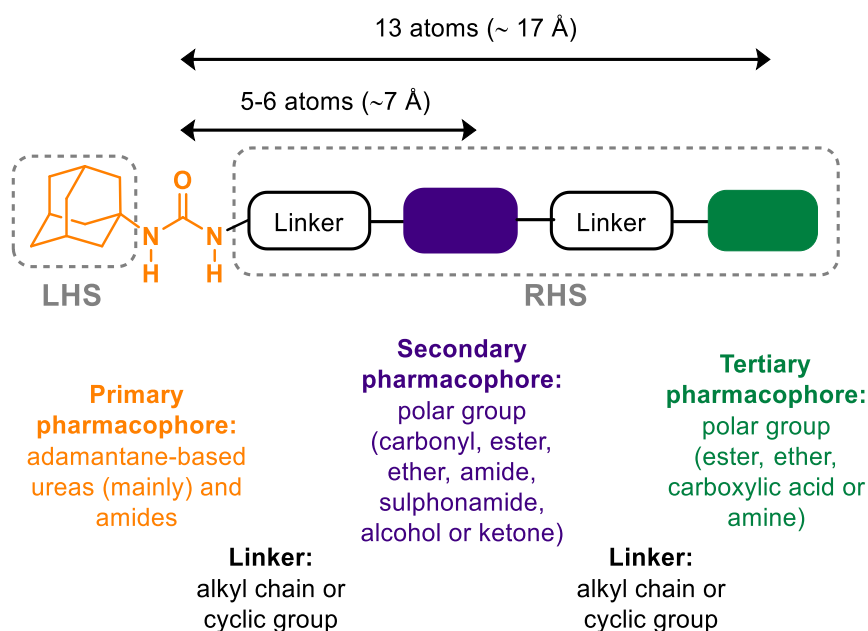 13 atoms (~ 17 Å)
5-6 atoms (~7 Å)
O
N
H
N
H
Linker
Linker
LHS
RHS
Primary
pharmacophore:
adamantane-based
ureas (mainly) and
amides
Linker:
alkyl chain or
cyclic group
Secondary
pharmacophore:
polar group
(carbonyl, ester,
ether, amide,
sulphonamide,
alcohol or ketone)
Linker:
alkyl chain or
cyclic group
Tertiary
pharmacophore:
polar group
(ester, ether,
carboxylic acid or
amine)